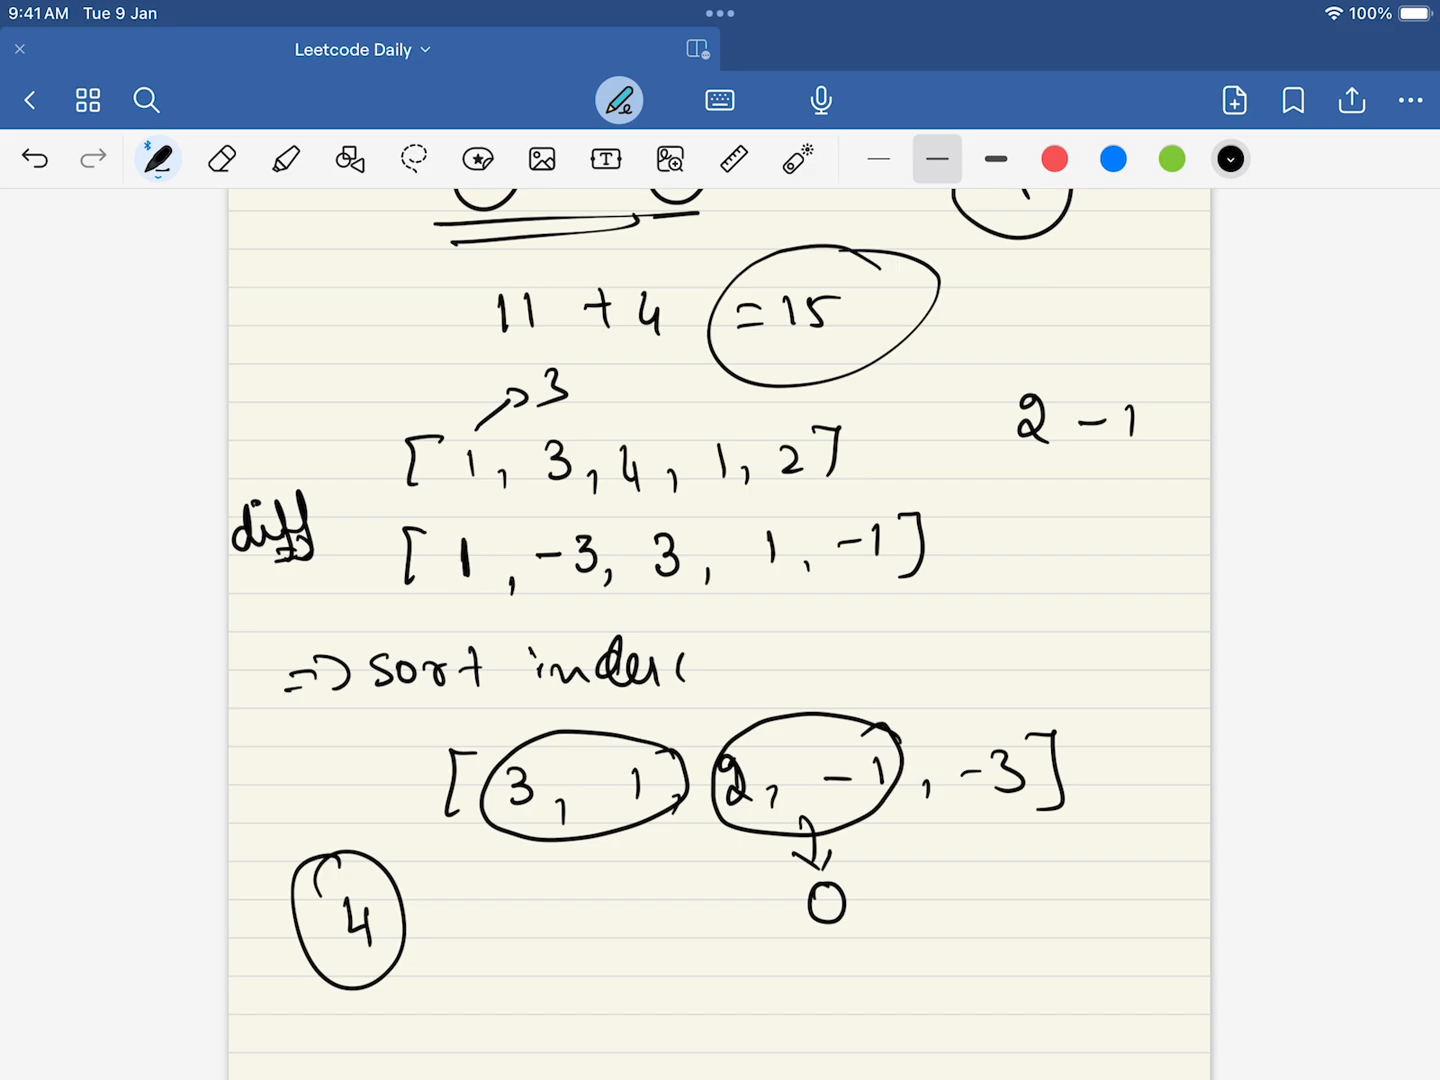 9:41 AM Tue 9 Jan
100%
Leetcode Daily
11 + 4 = 15
3
2 - 1
[ 1, 3, 4, 1, 2 ]
diff [ 1, -3, 3, 1, -1 ]
=> sort
[ 3, 1, 2, -1, -3 ]
4
0